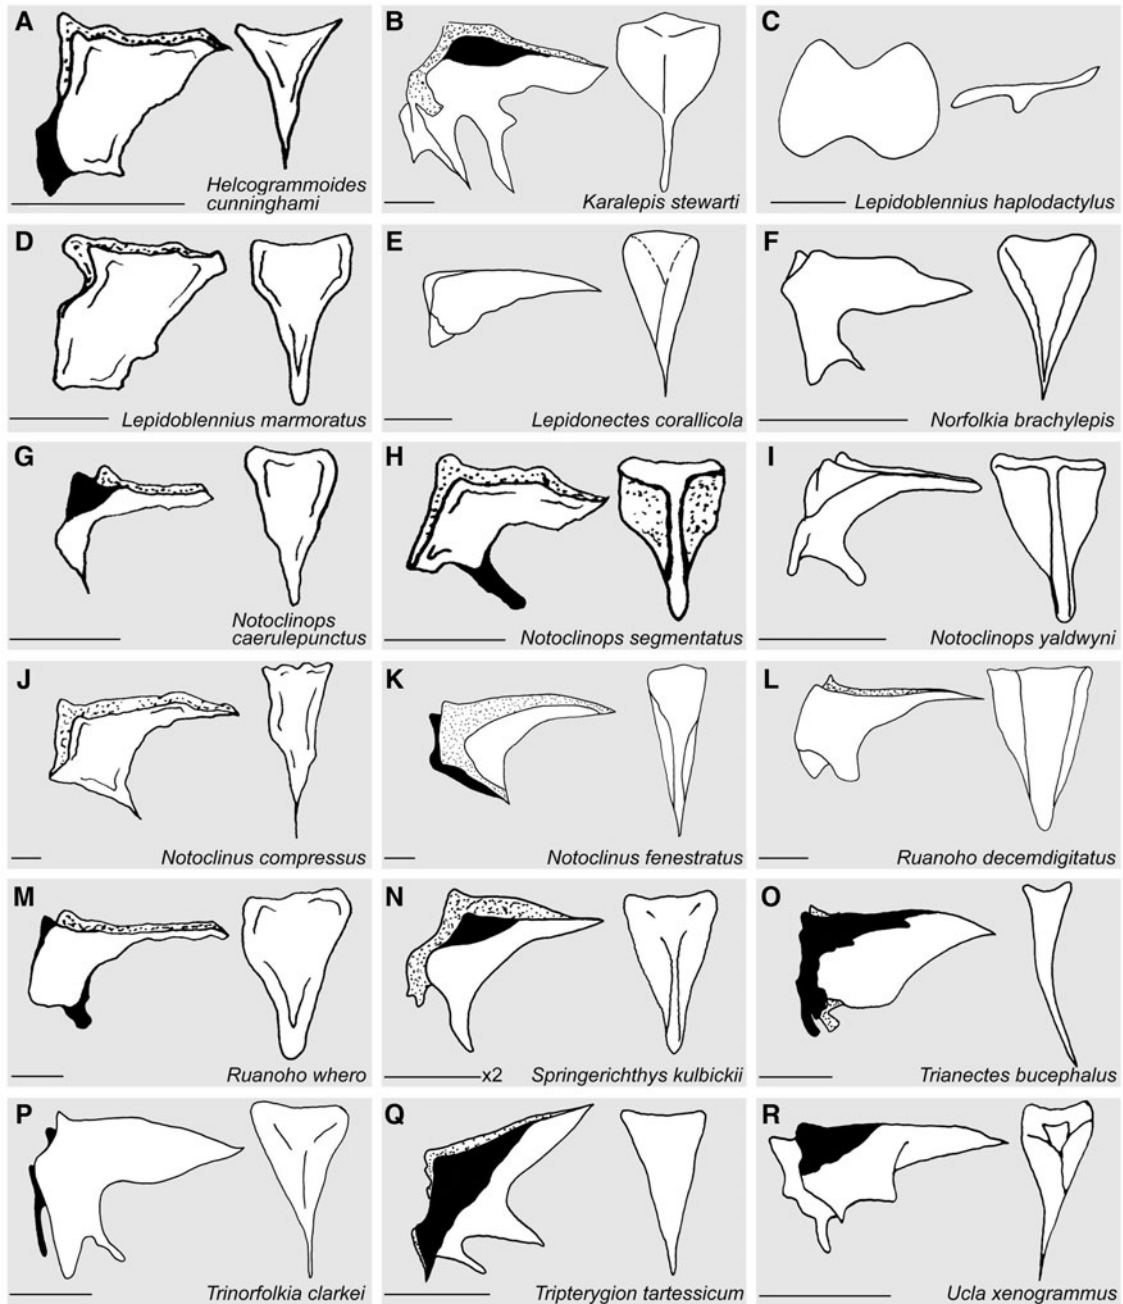 A
Helcogrammoides
cunninghami
B
Karalepis stewarti
C
Lepidoblennius haplodactylus
D
Lepidoblennius marmoratus
E
Lepidonectes corallicola
F
Norfolkia brachylepis
G
Notoclinops
caerulepunctus
H
Notoclinops segmentatus
I
Notoclinops yaldwyni
J
Notoclinus compressus
K
Notoclinus fenestratus
L
Ruanoho decemdigitatus
M
Ruanoho whero
N
x2 Springerichthys kulbickii
O
Trianectes bucephalus
P
Trinorfolkia clarkei
Q
Tripterygion tartessicum
R
Ucla xenogrammus